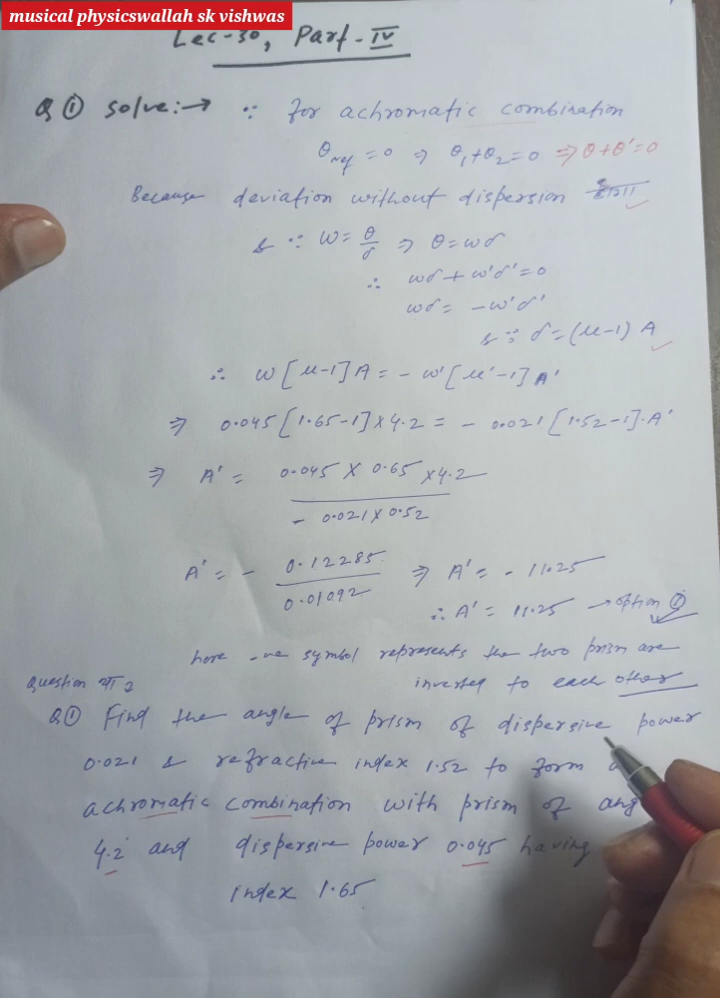 musical physicswallah sk vishwas
Lec-30, Part-IV
Q ① solve:→ ∵ for achromatic combination
θnet = 0 ⇒ θ₁+θ₂=0 ⇒ θ+θ'=0
Because deviation without dispersion
& ∵ ω = θ/δ ⇒ θ=ωδ
∴ ωδ + ω'δ' = 0
ωδ = -ω'δ'
& ∵ δ = (μ-1) A
∴ ω[μ-1]A = - ω'[μ'-1] A'
⇒ 0.045 [1.65-1]×4.2 = - 0.021 [1.52-1].A'
⇒ A' = 0.045 × 0.65 ×4.2
- 0.021×0.52
A' = - 0.12285 ⇒ A' = - 11.25
0.01092 ∴ A' = 11.25 → option ①
here -ve symbol represents the two prism are
inverted to each other
Question
Q① Find the angle of prism of dispersive power
0.021 & refractive index 1.52 to form
achromatic combination with prism of ang
4.2 and dispersive power 0.045 having
index 1.65